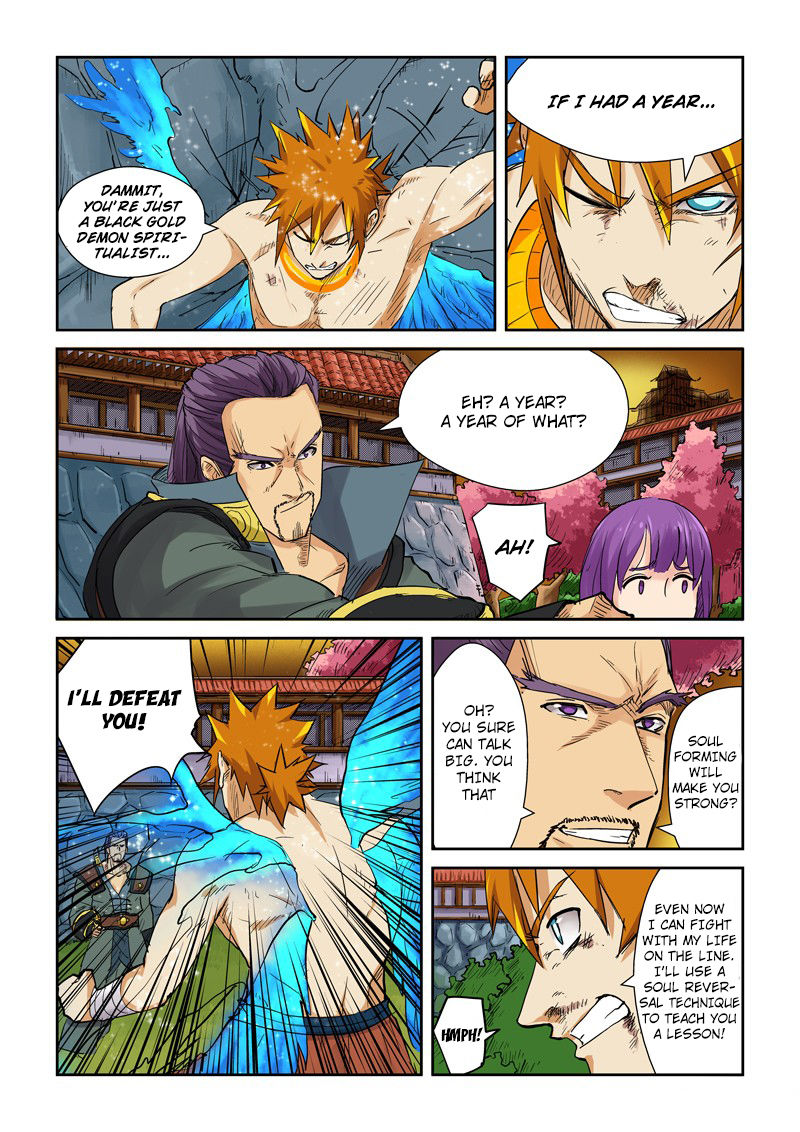 DAMMIT,
YOU'RE JUST
A BLACK GOLD
DEMON SPIRI-
TUALIST...
IF I HAD A YEAR...
EH? A YEAR?
A YEAR OF WHAT?
AH!
I'LL DEFEAT
YOU!
OH?
YOU SURE
CAN TALK
BIG. YOU
THINK
THAT
SOUL
FORMING
WILL
MAKE YOU
STRONG?
HMPH!
EVEN NOW
I CAN FIGHT
WITH MY LIFE
ON THE LINE.
I'LL USE A
SOUL REVER-
SAL TECHNIQUE
TO TEACH YOU
A LESSON!